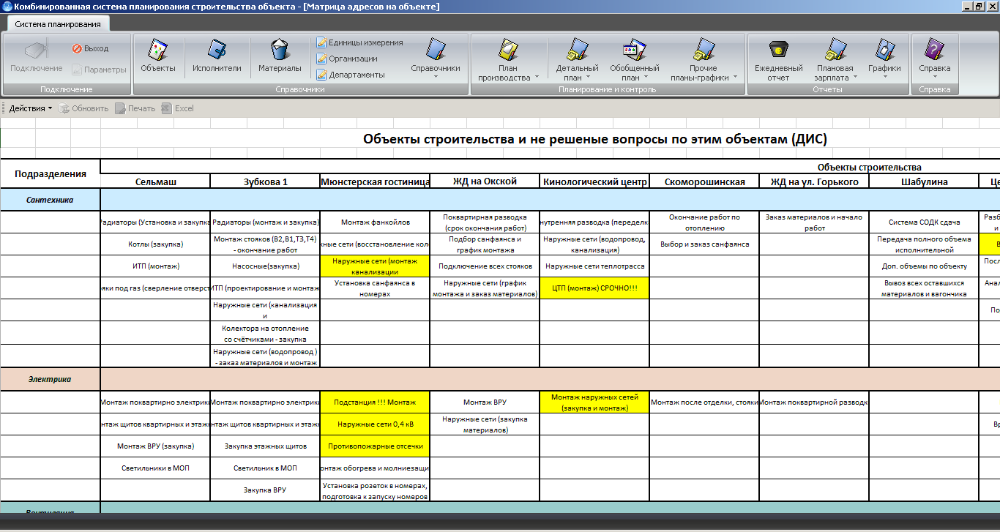 Комбинированная система планирования строительства объекта - [Матрица адресов на объекте]
Система планирования
Подключение
Выход
Параметры
Подключение
Объекты
Исполнители
Материалы
Единицы измерения
Организации
Департаменты
Справочники
Справочники
План
производства
Детальный
план
Обобщенный
план
Прочие
планы-графики
Планирование и контроль
Ежедневный
отчет
Плановая
зарплата
Графики
Отчеты
Справка
Справка
Действия Обновить Печать Excel
Объекты строительства и не решеные вопросы по этим объектам (ДИС)
Подразделения
Объекты строительства
Сельмаш Зубкова 1 Мюнстерская гостиница ЖД на Окской Кинологический центр Скоморошинская ЖД на ул. Горького Шабулина Це
Сантехника
Радиаторы (Установка и закупка
Радиаторы (монтаж и закупка)
Монтаж фанкойлов
Поквартирная разводка
(срок окончания работ)
нутренняя разводка (переделк
Окончание работ по
отоплению
Заказ материалов и начало
работ
Система СОДК сдача
Разб
и
Котлы (закупка)
Монтаж стояков (В2,В1,Т3,Т4)
- окончание работ
жные сети (восстановление коло
Подбор санфаянса и
график монтажа
Наружные сети (водопровод,
канализация)
Выбор и заказ санфаянса
Передача полного объема
исполнительной
В
ИТП (монтаж)
Насосные(закупка)
Наружные сети (монтаж
канализации
Подключение всех стояков
Наружные сети теплотрасса
Доп. объемы по объекту
Посл
яки под газ (сверление отверст
ИТП (проектирование и монтаж
Установка санфаянса в
номерах
Наружные сети (график
монтажа и заказ материалов)
ЦТП (монтаж) СРОЧНО!!!
Вывоз всех оставшихся
материалов и вагончика
Анал
Наружные сети (канализация
и
По
Колектора на отопление
со счётчиками - закупка
Наружные сети (водопровод )
- заказ материалов и монтаж
Электрика
Монтаж поквартирно электрики
Монтаж поквартирно электрики
Подстанция !!! Монтаж
Монтаж ВРУ
Монтаж наружных сетей
(закупка и монтаж)
Монтаж после отделки, стояки
Монтаж поквартирной разводк
нтаж щитов квартирных и этажн
нтаж щитов квартирных и этажн
Наружные сети 0,4 кВ
Наружные сети (закупка
материалов)
Вр
Монтаж ВРУ (закупка)
Закупка этажных щитов
Противопожарные отсечки
Светильники в МОП
Светильник в МОП
онтаж обогрева и молниезащи
Закупка ВРУ
Установка розеток в номерах,
подготовка к запуску номеров
Вентиляция